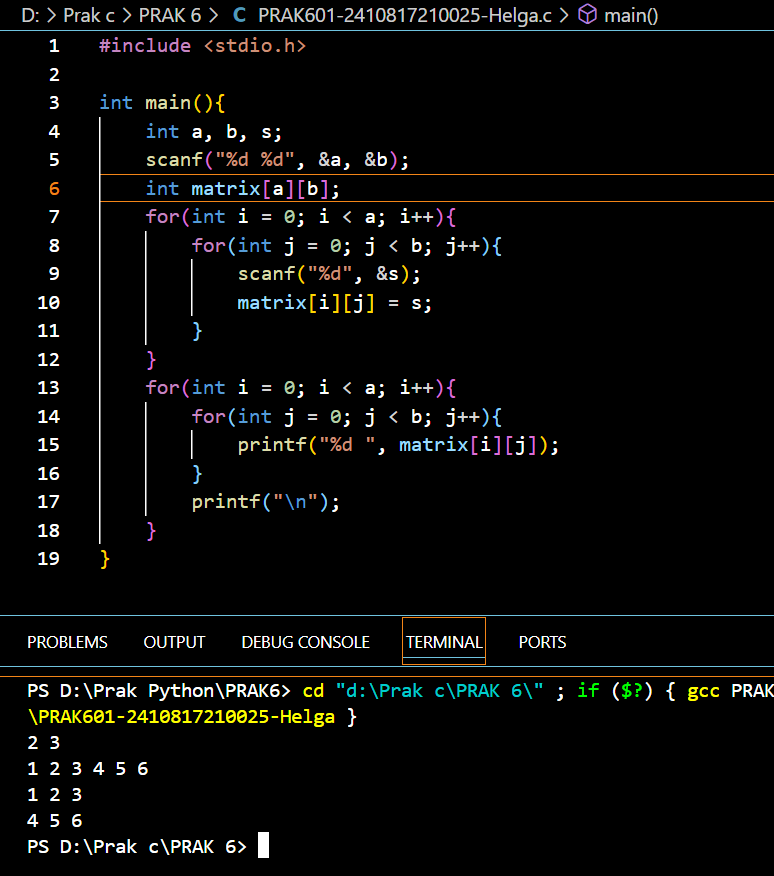 D: > Prak c > PRAK 6 > C PRAK601-2410817210025-Helga.c > main()
1 #include <stdio.h>
2
3 int main(){
4     int a, b, s;
5     scanf("%d %d", &a, &b);
6     int matrix[a][b];
7     for(int i = 0; i < a; i++){
8         for(int j = 0; j < b; j++){
9             scanf("%d", &s);
10             matrix[i][j] = s;
11         }
12     }
13     for(int i = 0; i < a; i++){
14         for(int j = 0; j < b; j++){
15             printf("%d ", matrix[i][j]);
16         }
17         printf("\n");
18     }
19 }
PROBLEMS OUTPUT DEBUG CONSOLE TERMINAL PORTS
PS D:\Prak Python\PRAK6> cd "d:\Prak c\PRAK 6\" ; if ($?) { gcc PRAK
\PRAK601-2410817210025-Helga }
2 3
1 2 3 4 5 6
1 2 3
4 5 6
PS D:\Prak c\PRAK 6>